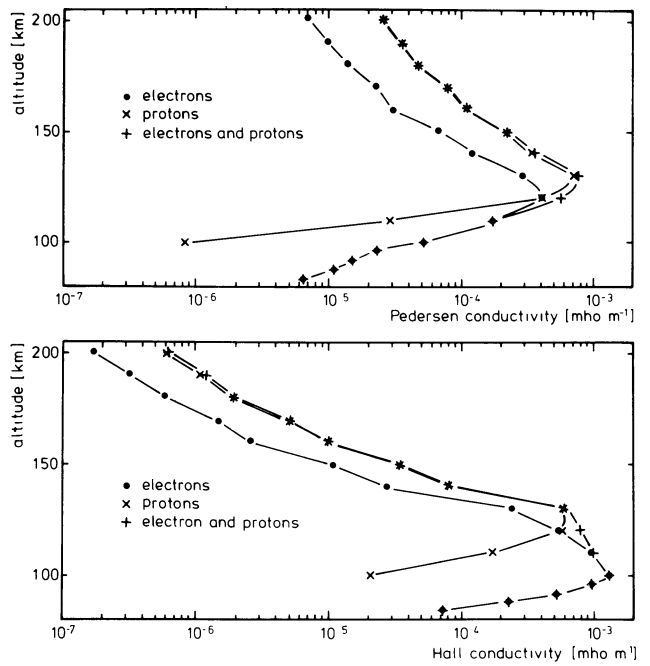 200
altitude [km]
• electrons
× protons
+ electrons and protons
150
100
10⁻⁷ 10⁻⁶ 10⁻⁵ 10⁻⁴ 10⁻³
Pedersen conductivity [mho m⁻¹]
200
altitude [km]
150
• electrons
× protons
+ electron and protons
100
10⁻⁷ 10⁻⁶ 10⁻⁵ 10⁻⁴ 10⁻³
Hall conductivity [mho m¹]